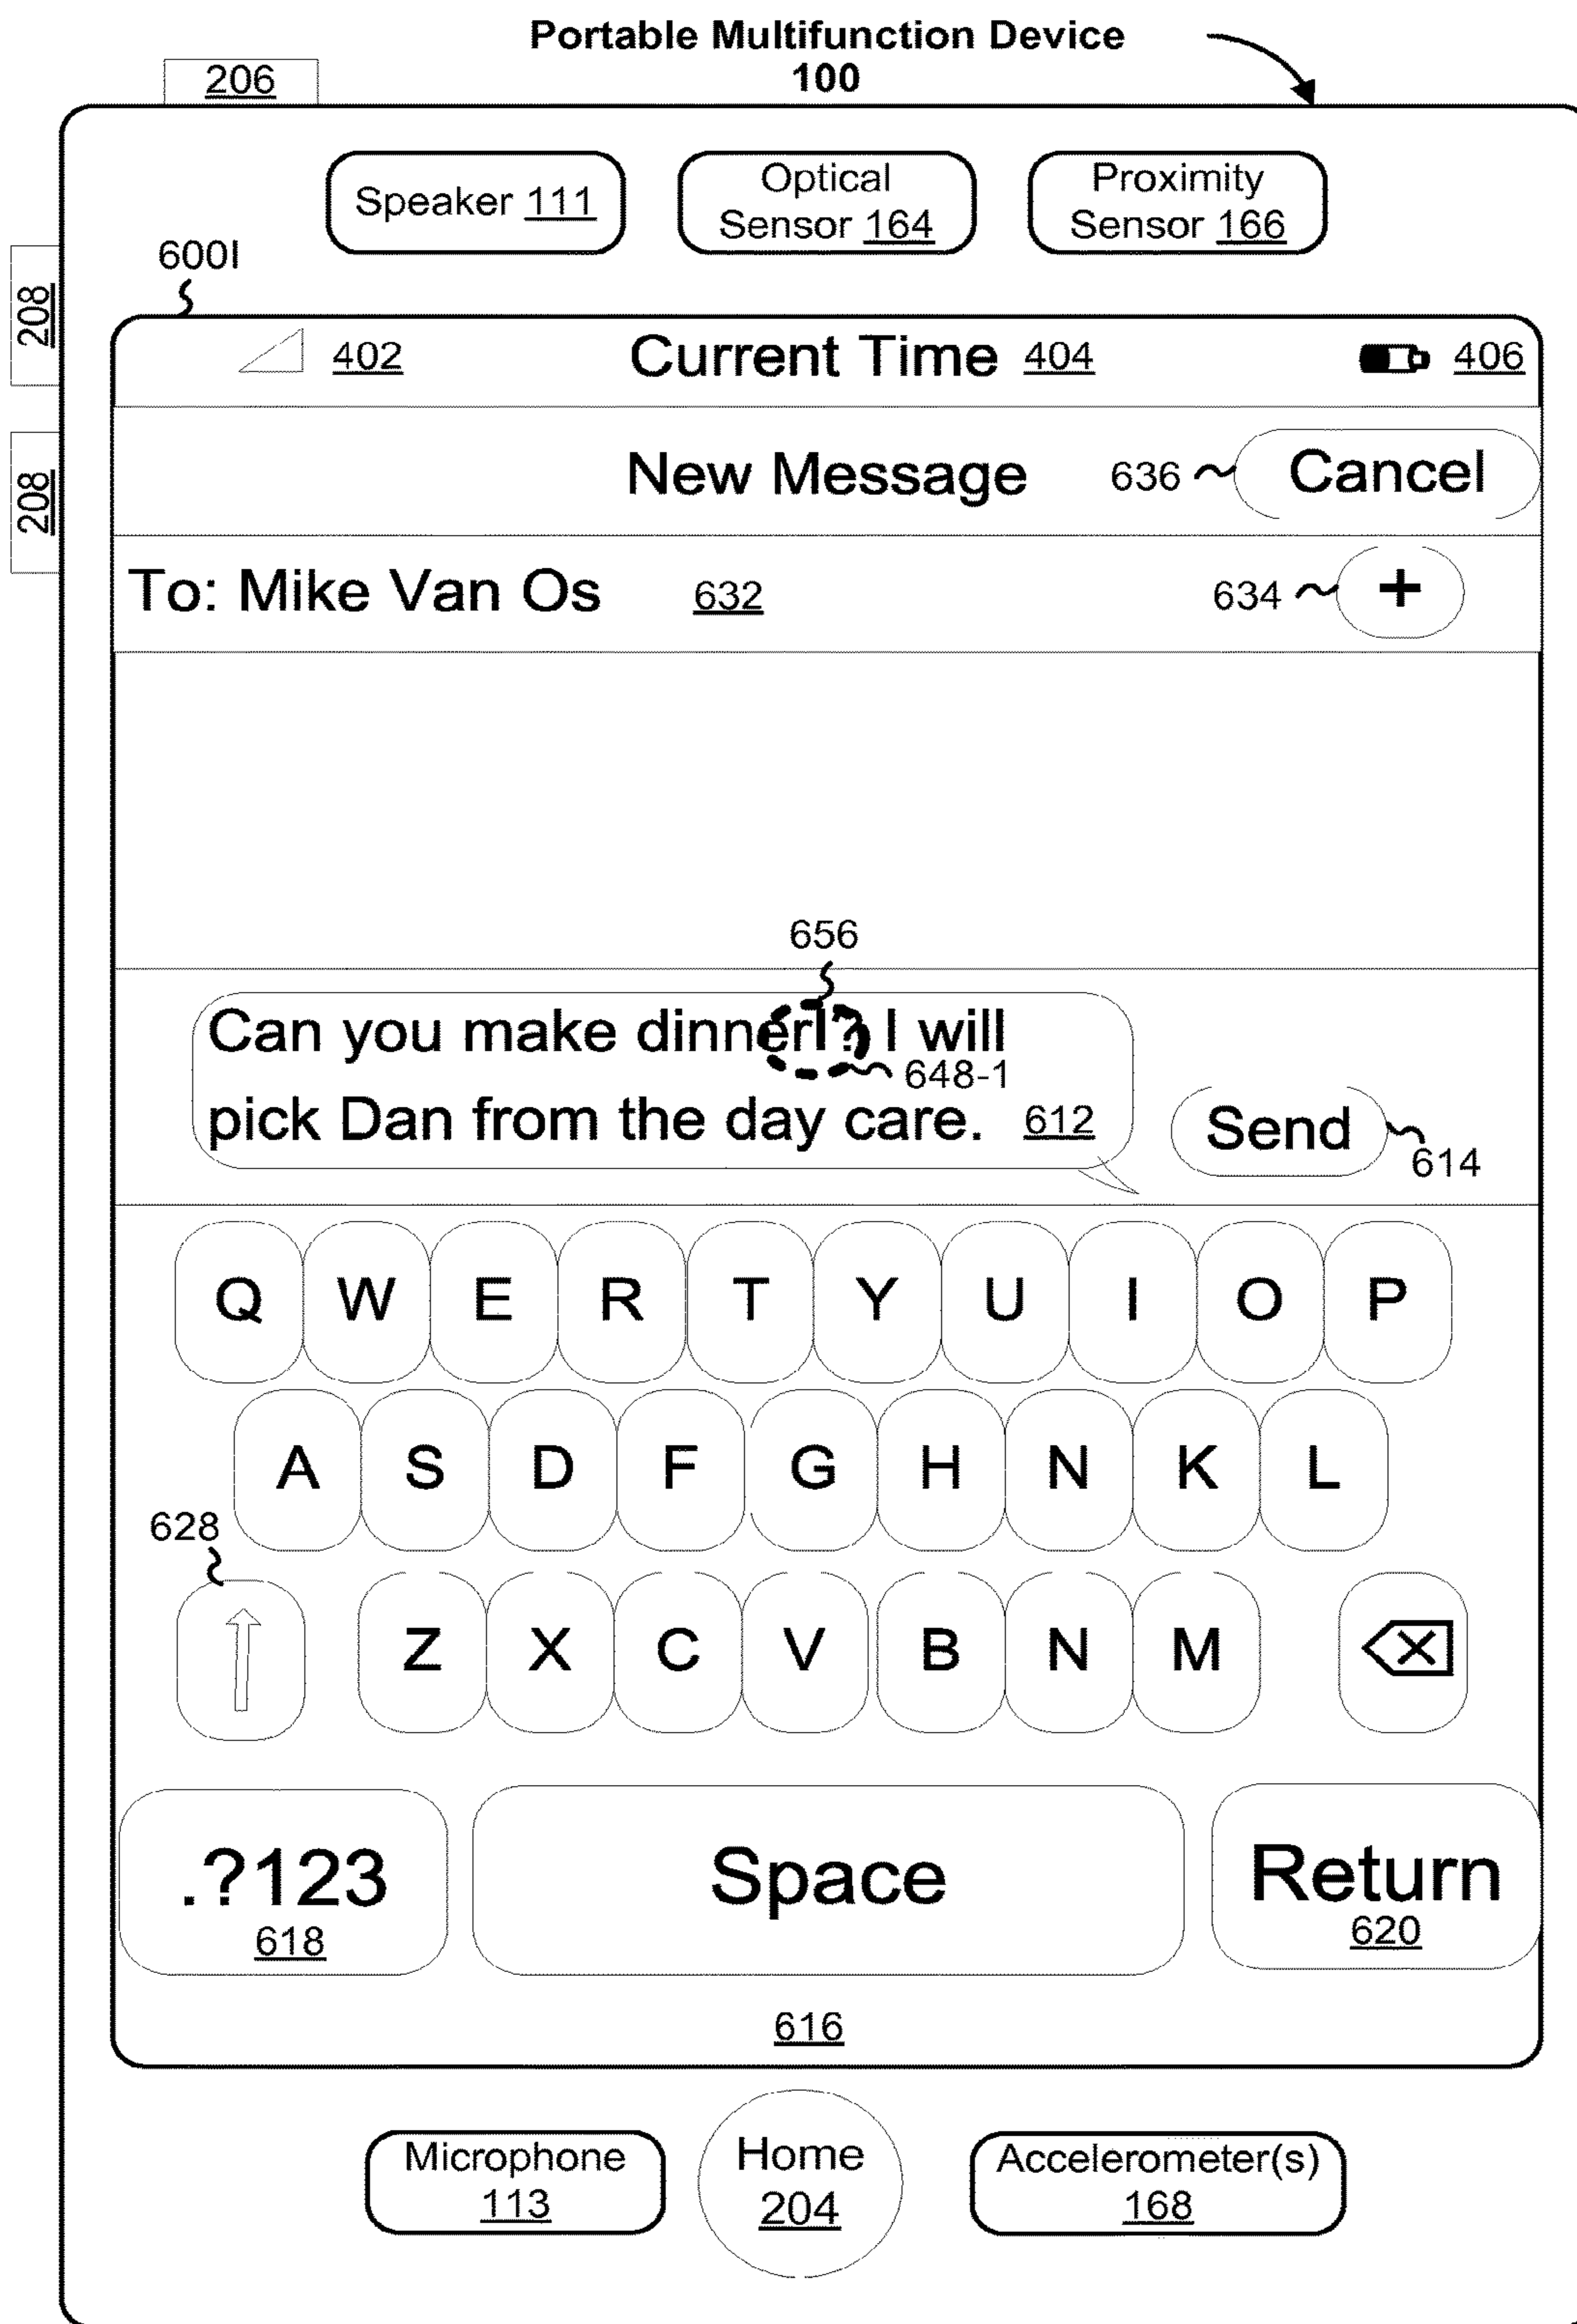 Portable Multifunction Device
100
206
Speaker 111
Optical
Sensor 164
Proximity
Sensor 166
208
208
600I
402
Current Time 404
406
New Message
636
Cancel
To: Mike Van Os
632
634
+
656
Can you make dinner? I will
648-1
pick Dan from the day care.
612
Send
614
Q W E R T Y U I O P
A S D F G H N K L
628
Z X C V B N M
.?123
618
Space
Return
620
616
Microphone
113
Home
204
Accelerometer(s)
168